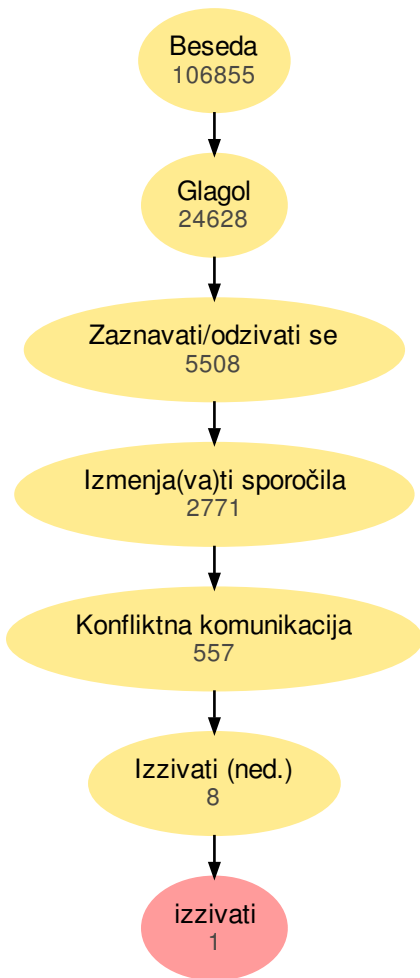 Beseda
106855
Glagol
24628
Zaznavati/odzivati se
5508
Izmenja(va)ti sporočila
2771
Konfliktna komunikacija
557
Izzivati (ned.)
8
izzivati
1